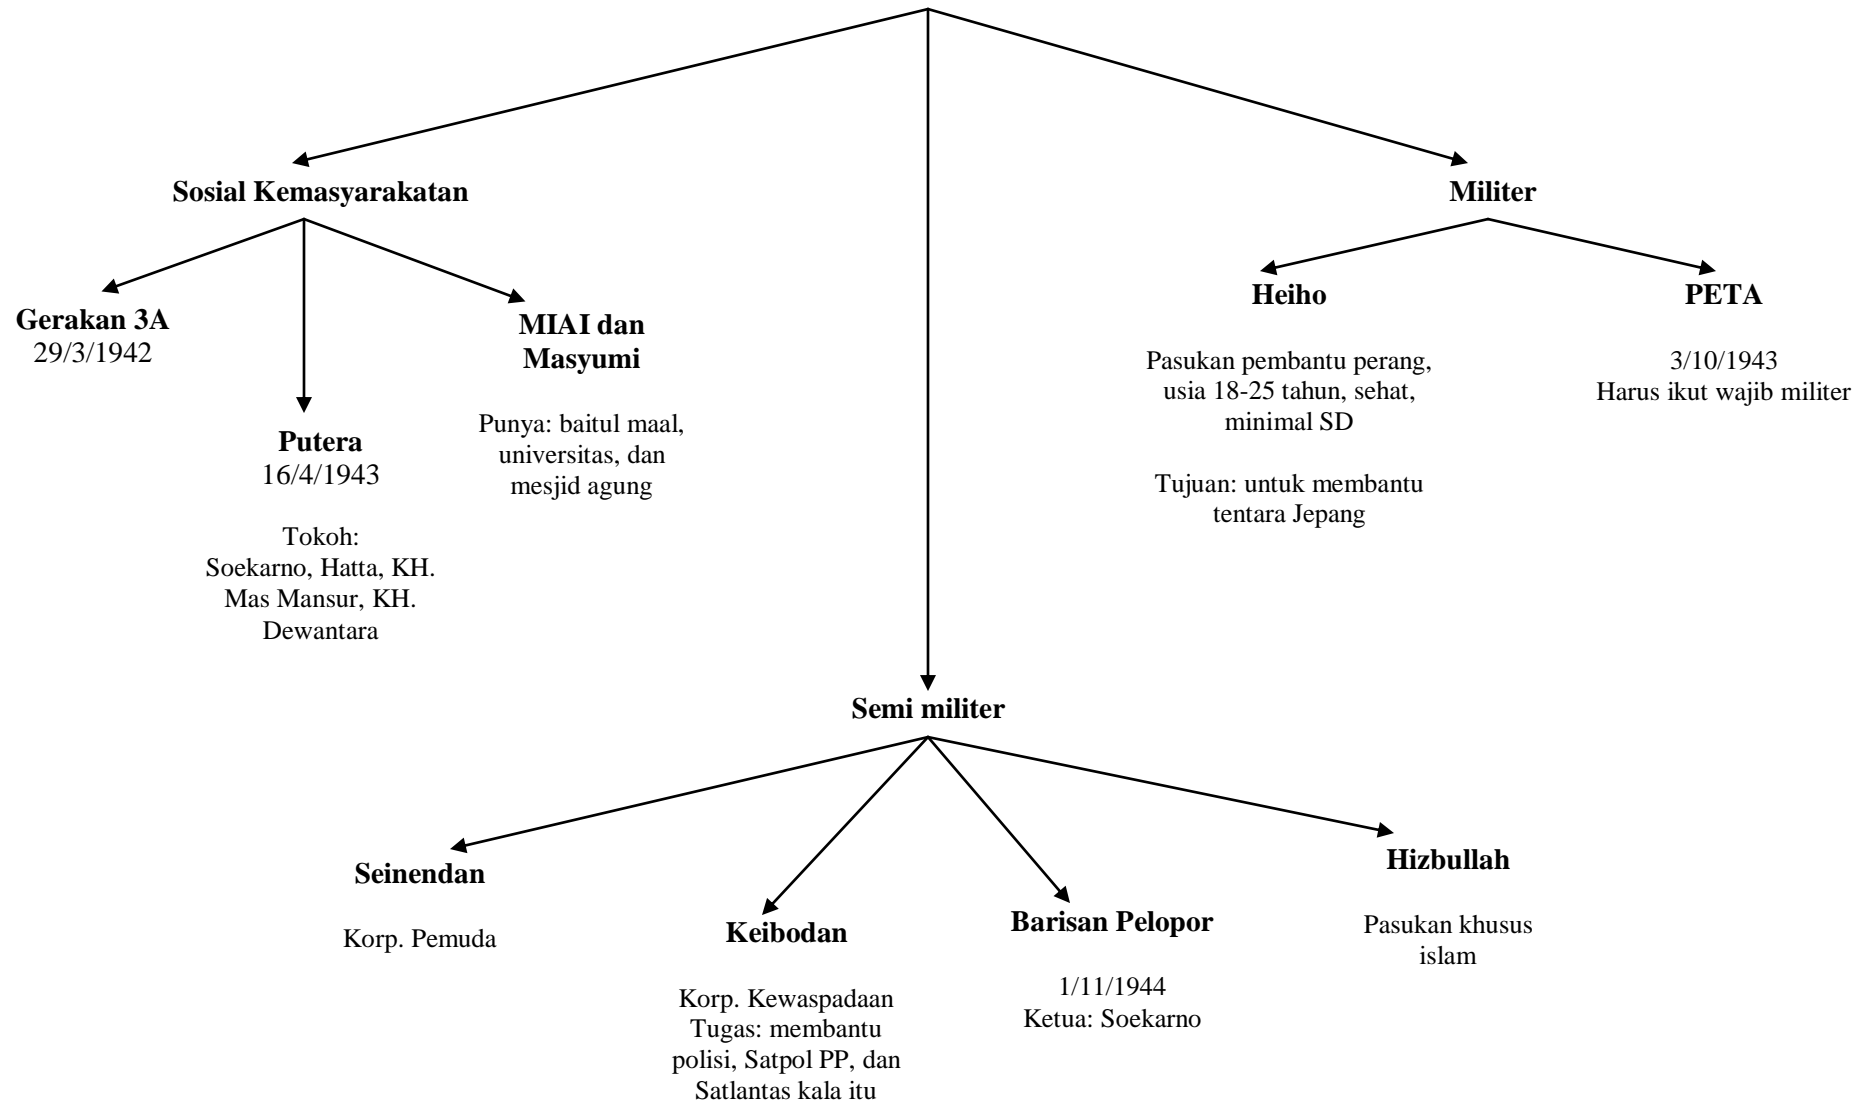 Sosial Kemasyarakatan
Militer
Gerakan 3A
29/3/1942
Putera
16/4/1943
Tokoh:
Soekarno, Hatta, KH.
Mas Mansur, KH.
Dewantara
MIAI dan
Masyumi
Punya: baitul maal,
universitas, dan
mesjid agung
Heiho
Pasukan pembantu perang,
usia 18-25 tahun, sehat,
minimal SD
Tujuan: untuk membantu
tentara Jepang
PETA
3/10/1943
Harus ikut wajib militer
Semi militer
Seinendan
Korp. Pemuda
Keibodan
Korp. Kewaspadaan
Tugas: membantu
polisi, Satpol PP, dan
Satlantas kala itu
Barisan Pelopor
1/11/1944
Ketua: Soekarno
Hizbullah
Pasukan khusus
islam